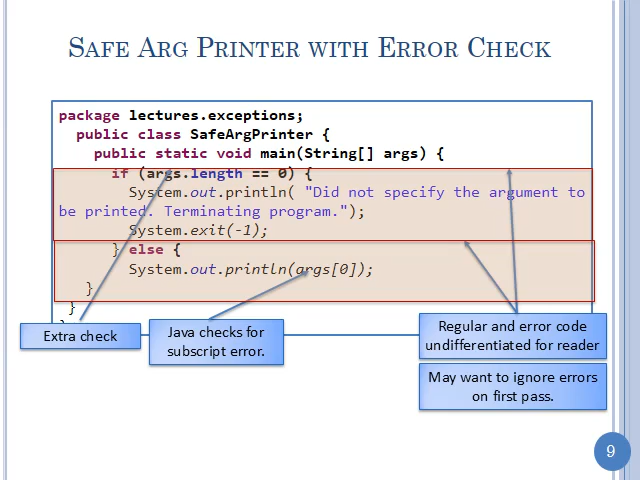 SAFE ARG PRINTER WITH ERROR CHECK
package lectures.exceptions;
public class SafeArgPrinter {
public static void main(String[] args) {
if (args.length == 0) {
System.out.println( "Did not specify the argument to
be printed. Terminating program.");
System.exit(-1);
} else {
System.out.println(args[0]);
}
}
}
Extra check
Java checks for
subscript error.
Regular and error code
undifferentiated for reader
May want to ignore errors
on first pass.
9